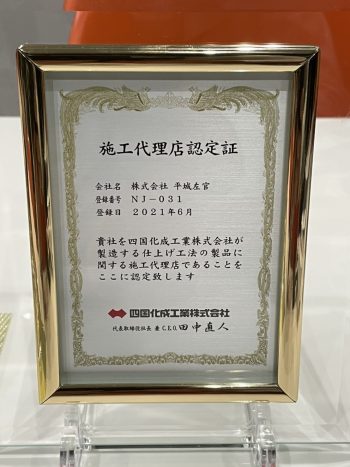 施工代理店認定証
会社名 株式会社 平城左官
登録番号 NJ-031
登録日 2021年6月
貴社を四国化成工業株式会社が
製造する仕上げ工法の製品に
関する施工代理店であることを
ここに認定致します
四国化成工業株式会社
代表取締役社長 兼 C.E.O. 田中直人